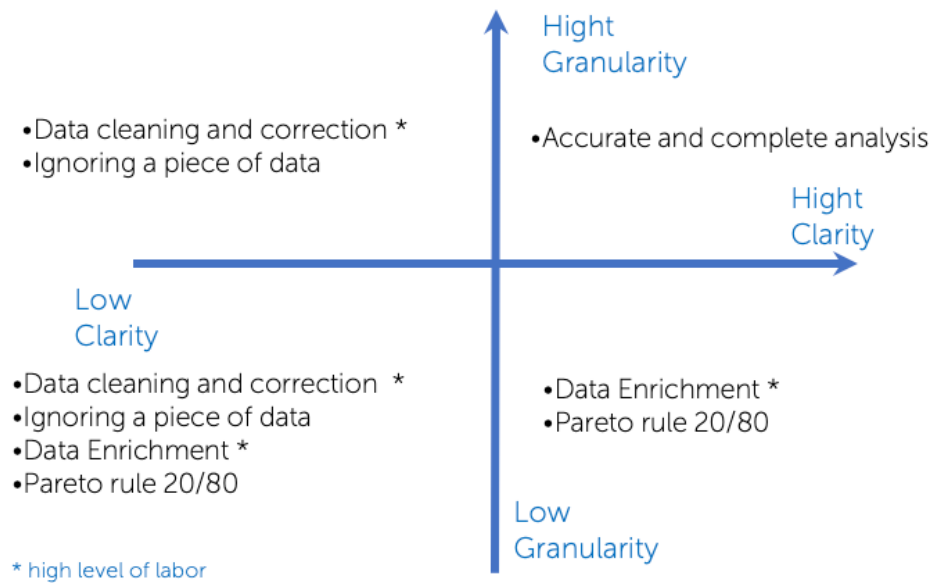 Hight
Granularity
•Data cleaning and correction *
•Ignoring a piece of data
•Accurate and complete analysis
Hight
Clarity
Low
Clarity
•Data cleaning and correction  *
•Ignoring a piece of data
•Data Enrichment *
•Pareto rule 20/80
•Data Enrichment *
•Pareto rule 20/80
Low
Granularity
* high level of labor